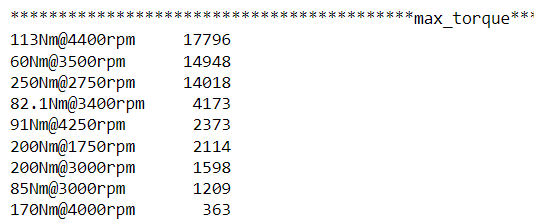 ******************************************max_torque***
113Nm@4400rpm 17796
60Nm@3500rpm 14948
250Nm@2750rpm 14018
82.1Nm@3400rpm 4173
91Nm@4250rpm 2373
200Nm@1750rpm 2114
200Nm@3000rpm 1598
85Nm@3000rpm 1209
170Nm@4000rpm 363